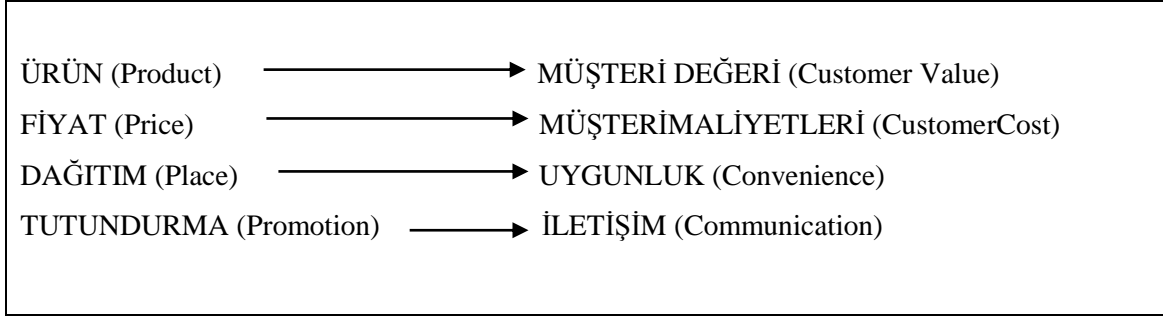 ÜRÜN (Product) MÜŞTERİ DEĞERİ (Customer Value)
FİYAT (Price) MÜŞTERİMALİYETLERİ (CustomerCost)
DAĞITIM (Place) UYGUNLUK (Convenience)
TUTUNDURMA (Promotion) İLETİŞİM (Communication)